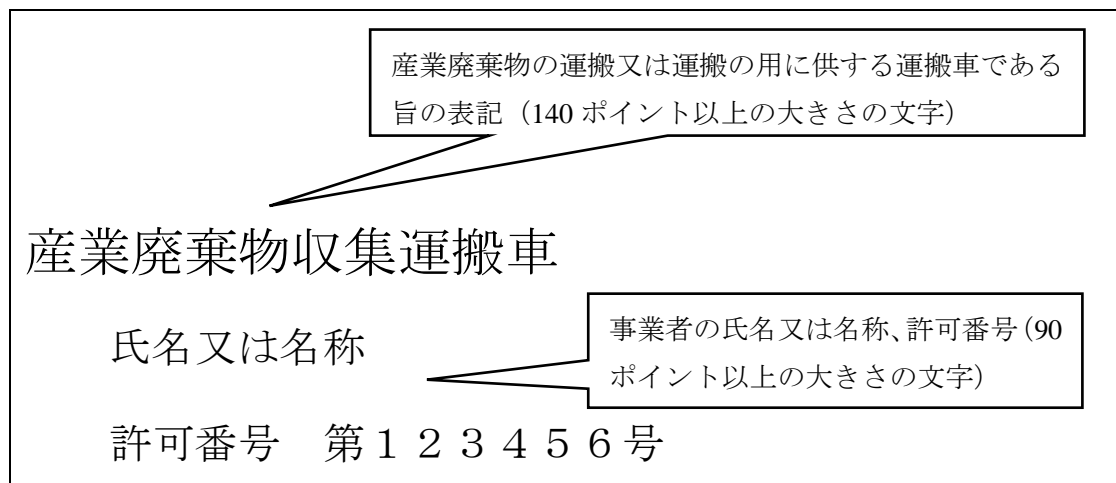 産業廃棄物の運搬又は運搬の用に供する運搬車である
旨の表記（140 ポイント以上の大きさの文字）
産業廃棄物収集運搬車
氏名又は名称
事業者の氏名又は名称、許可番号（90
ポイント以上の大きさの文字）
許可番号　第１２３４５６号